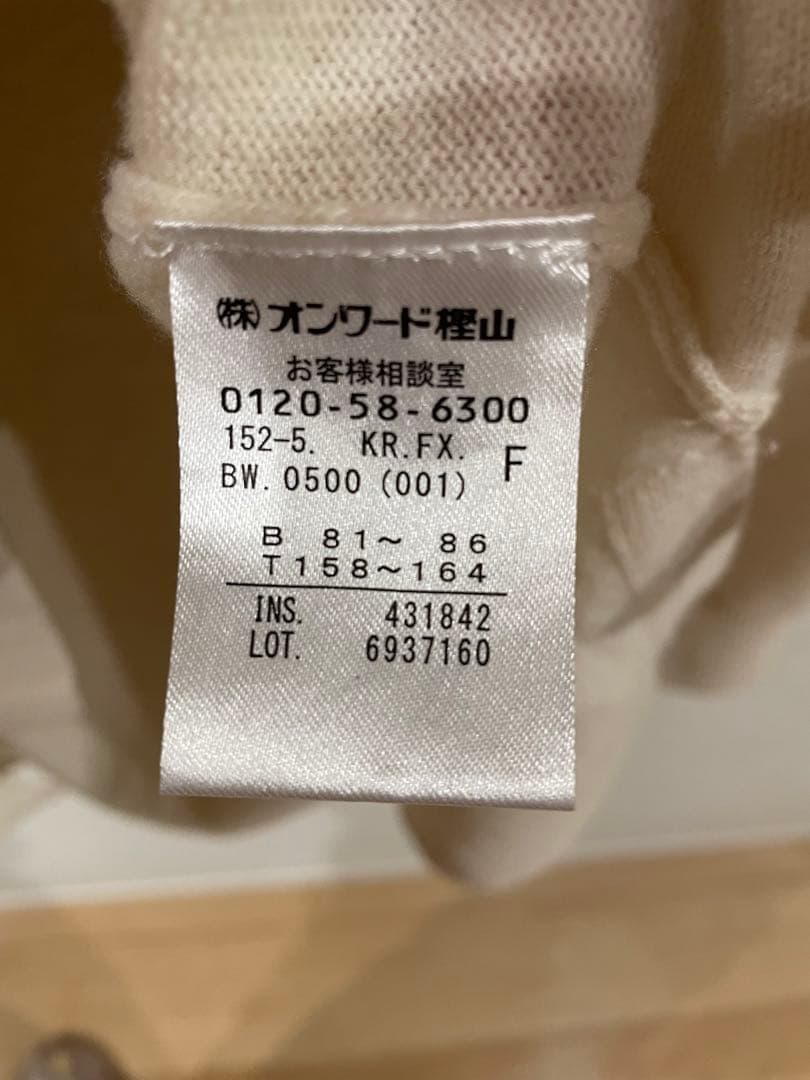 ㈱オンワード樫山
お客様相談室
0120-58-6300
152-5. KR.FX. F
BW. 0500 (001)
B 81～ 86
T158～164
INS. 431842
LOT. 6937160